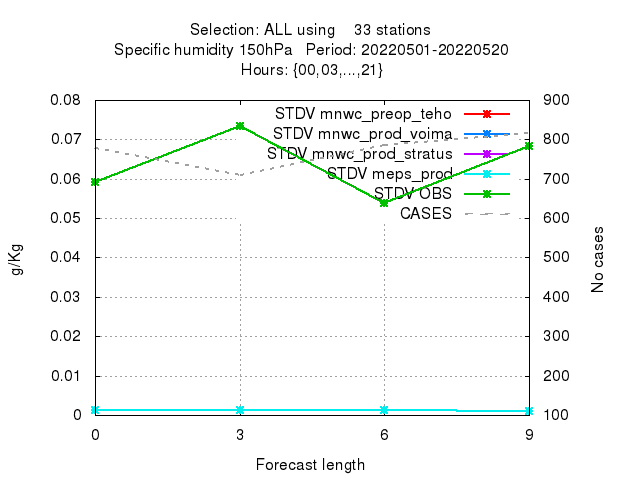 Selection: ALL using 33 stations
Specific humidity 150hPa Period: 20220501-20220520
Hours: {00,03,...,21}
0.08
0.07
0.06
0.05
0.04
0.03
0.02
0.01
0
900
800
700
600
500
400
300
200
100
STDV mnwc_preop_teho
STDV mnwc_prod_voima
STDV mnwc_prod_stratus
STDV meps_prod
STDV OBS
CASES
g/Kg
No cases
0 3 6 9
Forecast length